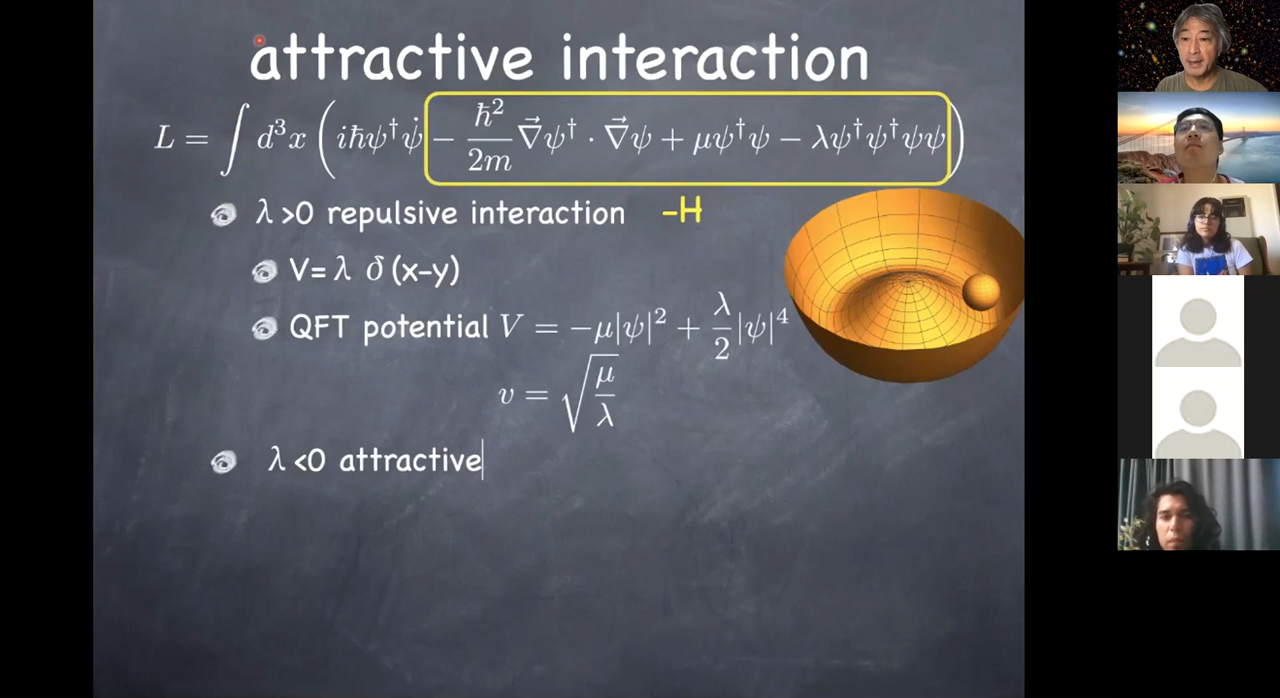 attractive interaction
L = ∫ d³x ( iħψ†ψ̇ − ħ²/2m ∇⃗ψ† · ∇⃗ψ + μψ†ψ − λψ†ψ†ψψ )
λ >0 repulsive interaction −H
V= λ δ(x−y)
QFT potential V = −μ|ψ|² + λ/2 |ψ|⁴
v = √(μ/λ)
λ <0 attractive